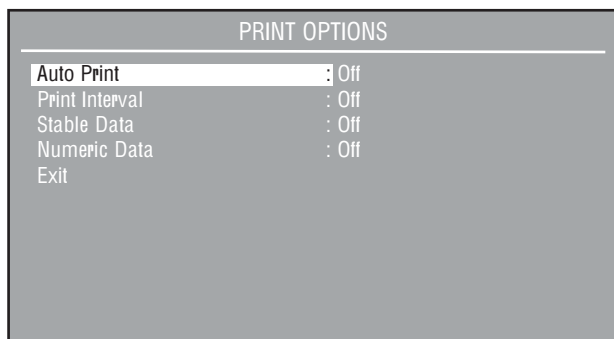 PRINT OPTIONS
Auto Print : Off
Print Interval : Off
Stable Data : Off
Numeric Data : Off
Exit